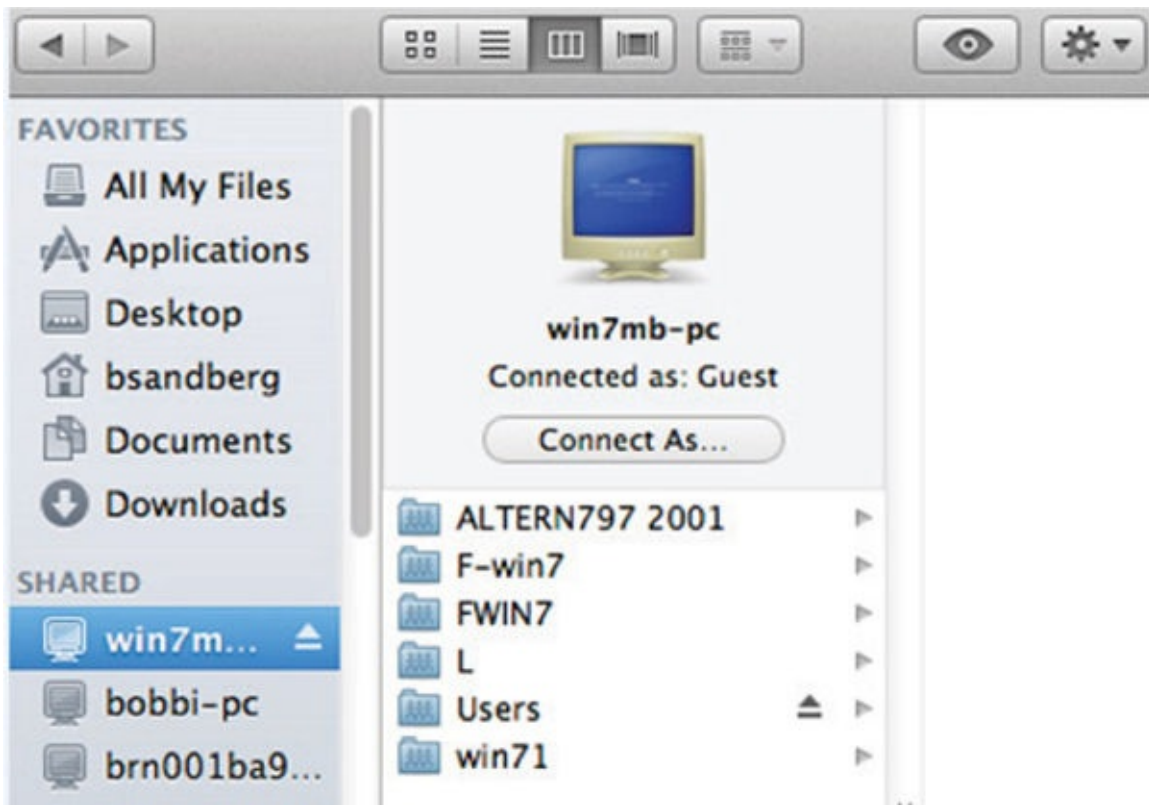 FAVORITES
All My Files
Applications
Desktop
bsandberg
Documents
Downloads
SHARED
win7m...
bobbi-pc
brn001ba9...
win7mb-pc
Connected as: Guest
Connect As...
ALTERN797 2001
F-win7
FWIN7
L
Users
win71